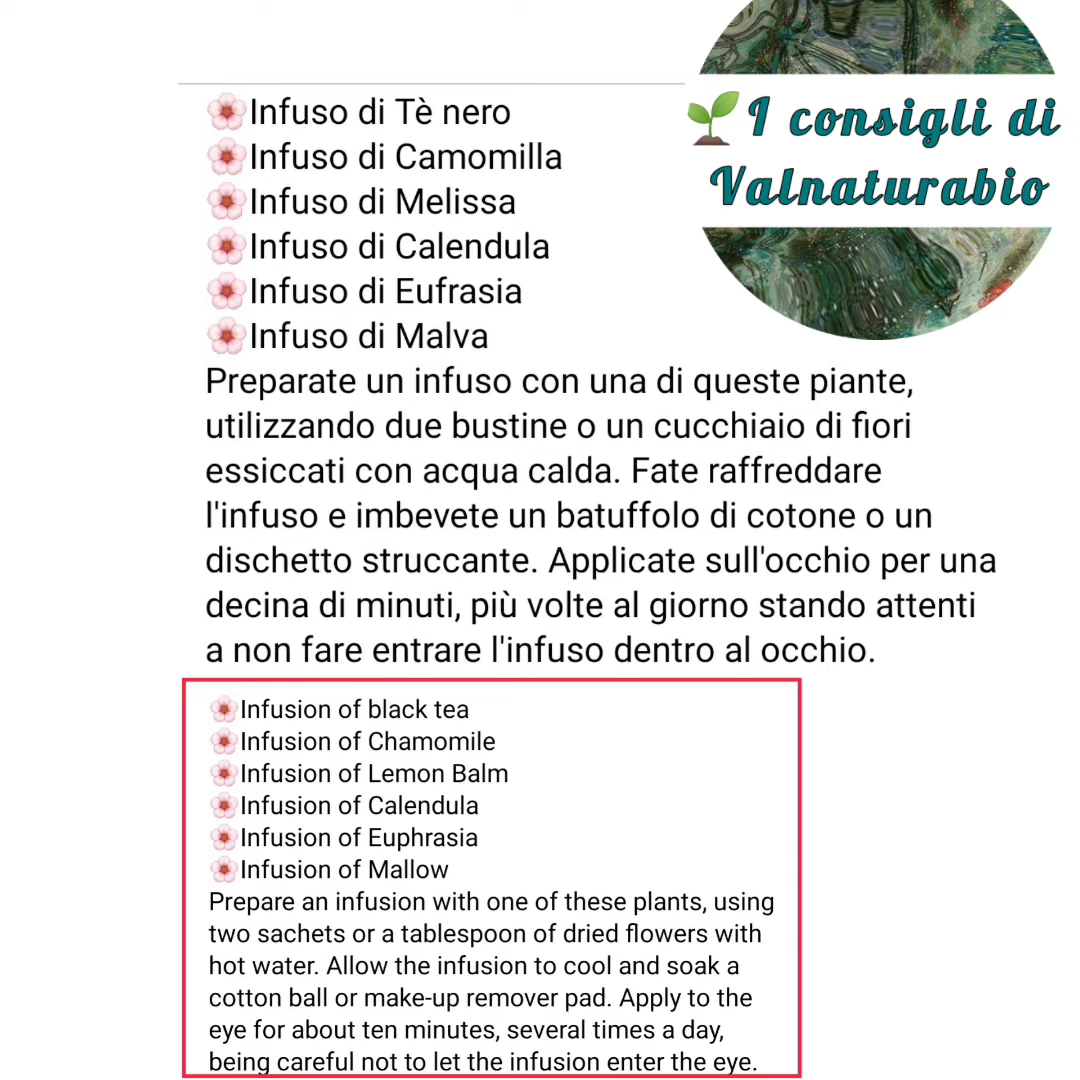 🌱I consigli di
Valnaturabio
🌸Infuso di Tè nero
🌸Infuso di Camomilla
🌸Infuso di Melissa
🌸Infuso di Calendula
🌸Infuso di Eufrasia
🌸Infuso di Malva
Preparate un infuso con una di queste piante,
utilizzando due bustine o un cucchiaio di fiori
essiccati con acqua calda. Fate raffreddare
l'infuso e imbevete un batuffolo di cotone o un
dischetto struccante. Applicate sull'occhio per una
decina di minuti, più volte al giorno stando attenti
a non fare entrare l'infuso dentro al occhio.
🌸Infusion of black tea
🌸Infusion of Chamomile
🌸Infusion of Lemon Balm
🌸Infusion of Calendula
🌸Infusion of Euphrasia
🌸Infusion of Mallow
Prepare an infusion with one of these plants, using
two sachets or a tablespoon of dried flowers with
hot water. Allow the infusion to cool and soak a
cotton ball or make-up remover pad. Apply to the
eye for about ten minutes, several times a day,
being careful not to let the infusion enter the eye.